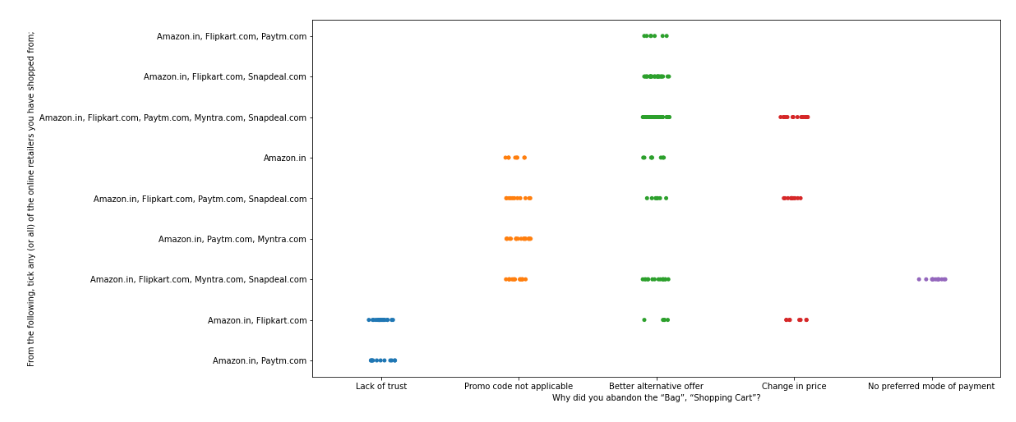 From the following, tick any (or all) of the online retailers you have shopped from;
Amazon.in, Flipkart.com, Paytm.com
Amazon.in, Flipkart.com, Snapdeal.com
Amazon.in, Flipkart.com, Paytm.com, Myntra.com, Snapdeal.com
Amazon.in
Amazon.in, Flipkart.com, Paytm.com, Snapdeal.com
Amazon.in, Paytm.com, Myntra.com
Amazon.in, Flipkart.com, Myntra.com, Snapdeal.com
Amazon.in, Flipkart.com
Amazon.in, Paytm.com
Lack of trust
Promo code not applicable
Better alternative offer
Change in price
No preferred mode of payment
Why did you abandon the “Bag”, “Shopping Cart”?